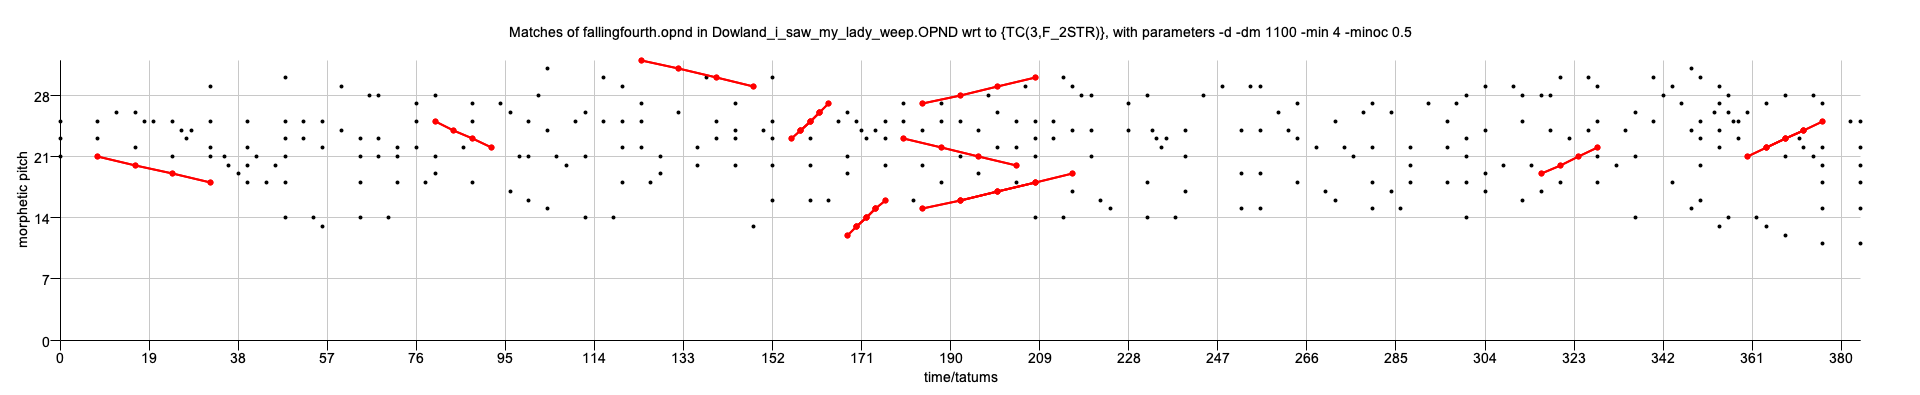 Matches of fallingfourth.opnd in Dowland_i_saw_my_lady_weep.OPND wrt to {TC(3,F_2STR)}, with parameters -d -dm 1100 -min 4 -minoc 0.5
morphetic pitch
28
21
14
7
0
0 19 38 57 76 95 114 133 152 171 190 209 228 247 266 285 304 323 342 361 380
time/tatums